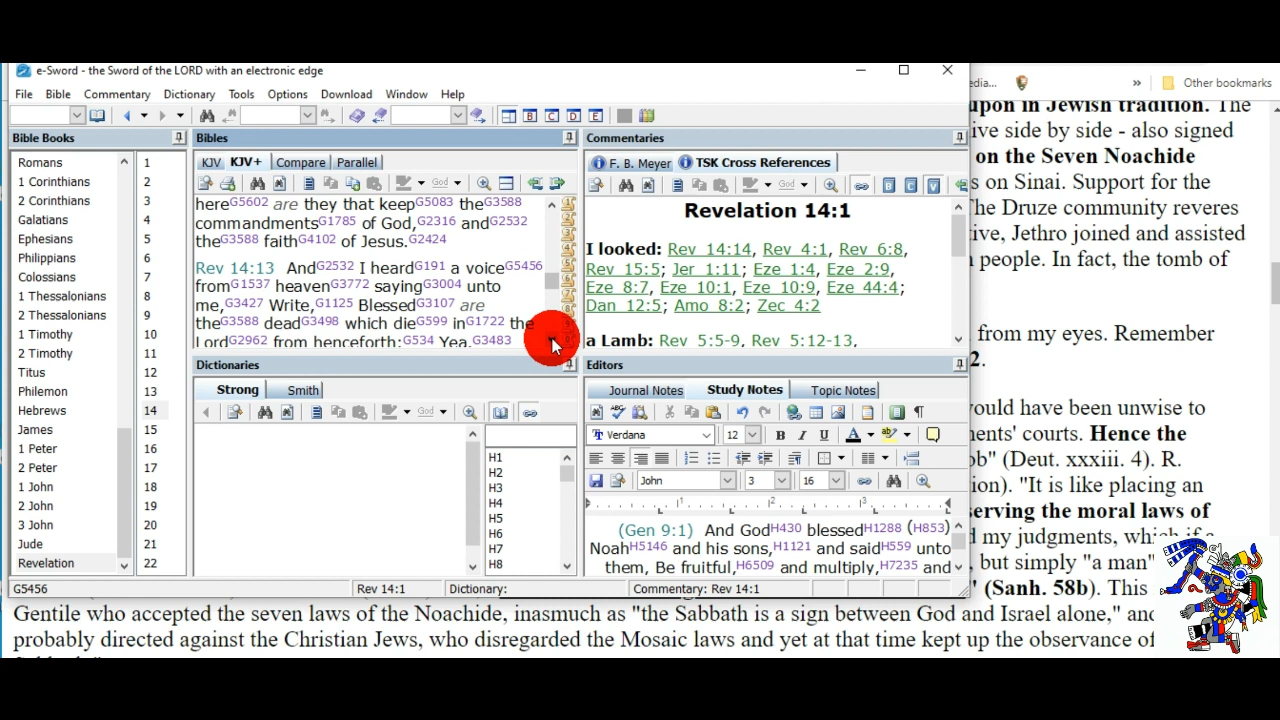 e-Sword - the Sword of the LORD with an electronic edge
File Bible Commentary Dictionary Tools Options Download Window Help
Bible Books
Romans
1 Corinthians
2 Corinthians
Galatians
Ephesians
Philippians
Colossians
1 Thessalonians
2 Thessalonians
1 Timothy
2 Timothy
Titus
Philemon
Hebrews
James
1 Peter
2 Peter
1 John
2 John
3 John
Jude
Revelation
1
2
3
4
5
6
7
8
9
10
11
12
13
14
15
16
17
18
19
20
21
22
Bibles
KJV KJV+ Compare Parallel
God
hereG5602 are they that keepG5083 theG3588
commandmentsG1785 of God,G2316 andG2532
theG3588 faithG4102 of Jesus.G2424
Rev 14:13 AndG2532 I heardG191 a voiceG5456
fromG1537 heavenG3772 sayingG3004 unto
me,G3427 Write,G1125 BlessedG3107 are
theG3588 deadG3498 which dieG599 inG1722 the
LordG2962 from henceforth:G534 Yea,G3483
Commentaries
F. B. Meyer TSK Cross References
God
B C V
Revelation 14:1
I looked: Rev 14:14, Rev 4:1, Rev 6:8,
Rev 15:5; Jer 1:11; Eze 1:4, Eze 2:9,
Eze 8:7, Eze 10:1, Eze 10:9, Eze 44:4;
Dan 12:5; Amo 8:2; Zec 4:2
a Lamb: Rev 5:5-9, Rev 5:12-13,
Dictionaries
Strong Smith
God
H1
H2
H3
H4
H5
H6
H7
H8
Editors
Journal Notes Study Notes Topic Notes
Verdana 12 B I U A ab
John 3 16
1 2 3
(Gen 9:1) And GodH430 blessedH1288 (H853)
NoahH5146 and his sons,H1121 and saidH559 unto
them, Be fruitful,H6509 and multiply,H7235 and
G5456 Rev 14:1 Dictionary: Commentary: Rev 14:1
edia... » Other bookmarks
upon in Jewish tradition. The
ive side by side - also signed
on the Seven Noachide
s on Sinai. Support for the
The Druze community reveres
ive, Jethro joined and assisted
people. In fact, the tomb of
from my eyes. Remember
2.
ould have been unwise to
nents' courts. Hence the
ob" (Deut. xxxiii. 4). R.
ion). "It is like placing an
serving the moral laws of
d my judgments, which if a
, but simply "a man"
" (Sanh. 58b). This
Gentile who accepted the seven laws of the Noachide, inasmuch as "the Sabbath is a sign between God and Israel alone," and
probably directed against the Christian Jews, who disregarded the Mosaic laws and yet at that time kept up the observance of